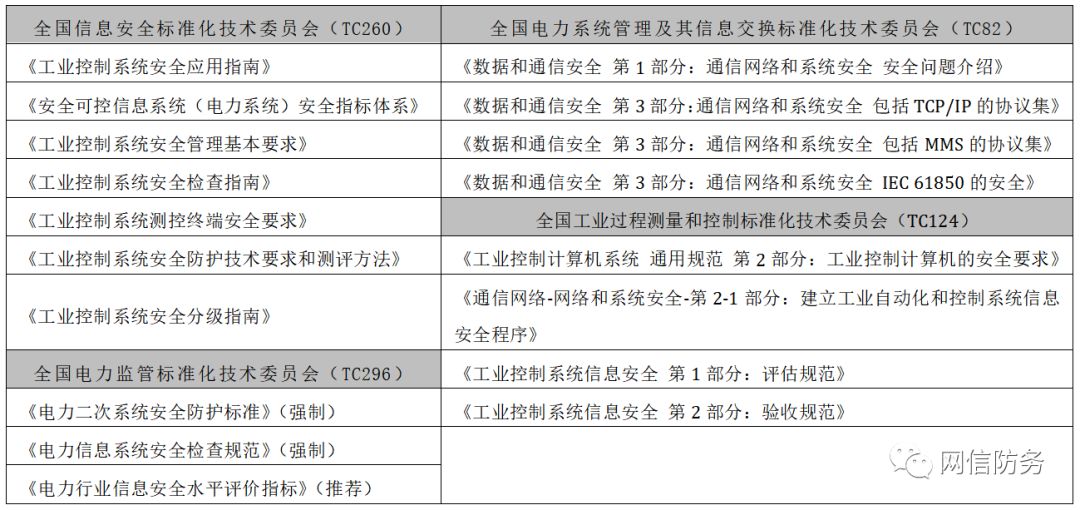 全国信息安全标准化技术委员会（TC260）
《工业控制系统安全应用指南》
《安全可控信息系统（电力系统）安全指标体系》
《工业控制系统安全管理基本要求》
《工业控制系统安全检查指南》
《工业控制系统测控终端安全要求》
《工业控制系统安全防护技术要求和测评方法》
《工业控制系统安全分级指南》
全国电力监管标准化技术委员会（TC296）
《电力二次系统安全防护标准》（强制）
《电力信息系统安全检查规范》（强制）
《电力行业信息安全水平评价指标》（推荐）
全国电力系统管理及其信息交换标准化技术委员会（TC82）
《数据和通信安全 第 1 部分：通信网络和系统安全 安全问题介绍》
《数据和通信安全 第 3 部分：通信网络和系统安全 包括 TCP/IP 的协议集》
《数据和通信安全 第 3 部分：通信网络和系统安全 包括 MMS 的协议集》
《数据和通信安全 第 3 部分：通信网络和系统安全 IEC 61850 的安全》
全国工业过程测量和控制标准化技术委员会（TC124）
《工业控制计算机系统 通用规范 第 2 部分：工业控制计算机的安全要求》
《通信网络-网络和系统安全-第 2-1 部分：建立工业自动化和控制系统信息
安全程序》
《工业控制系统信息安全 第 1 部分：评估规范》
《工业控制系统信息安全 第 2 部分：验收规范》
网信防务